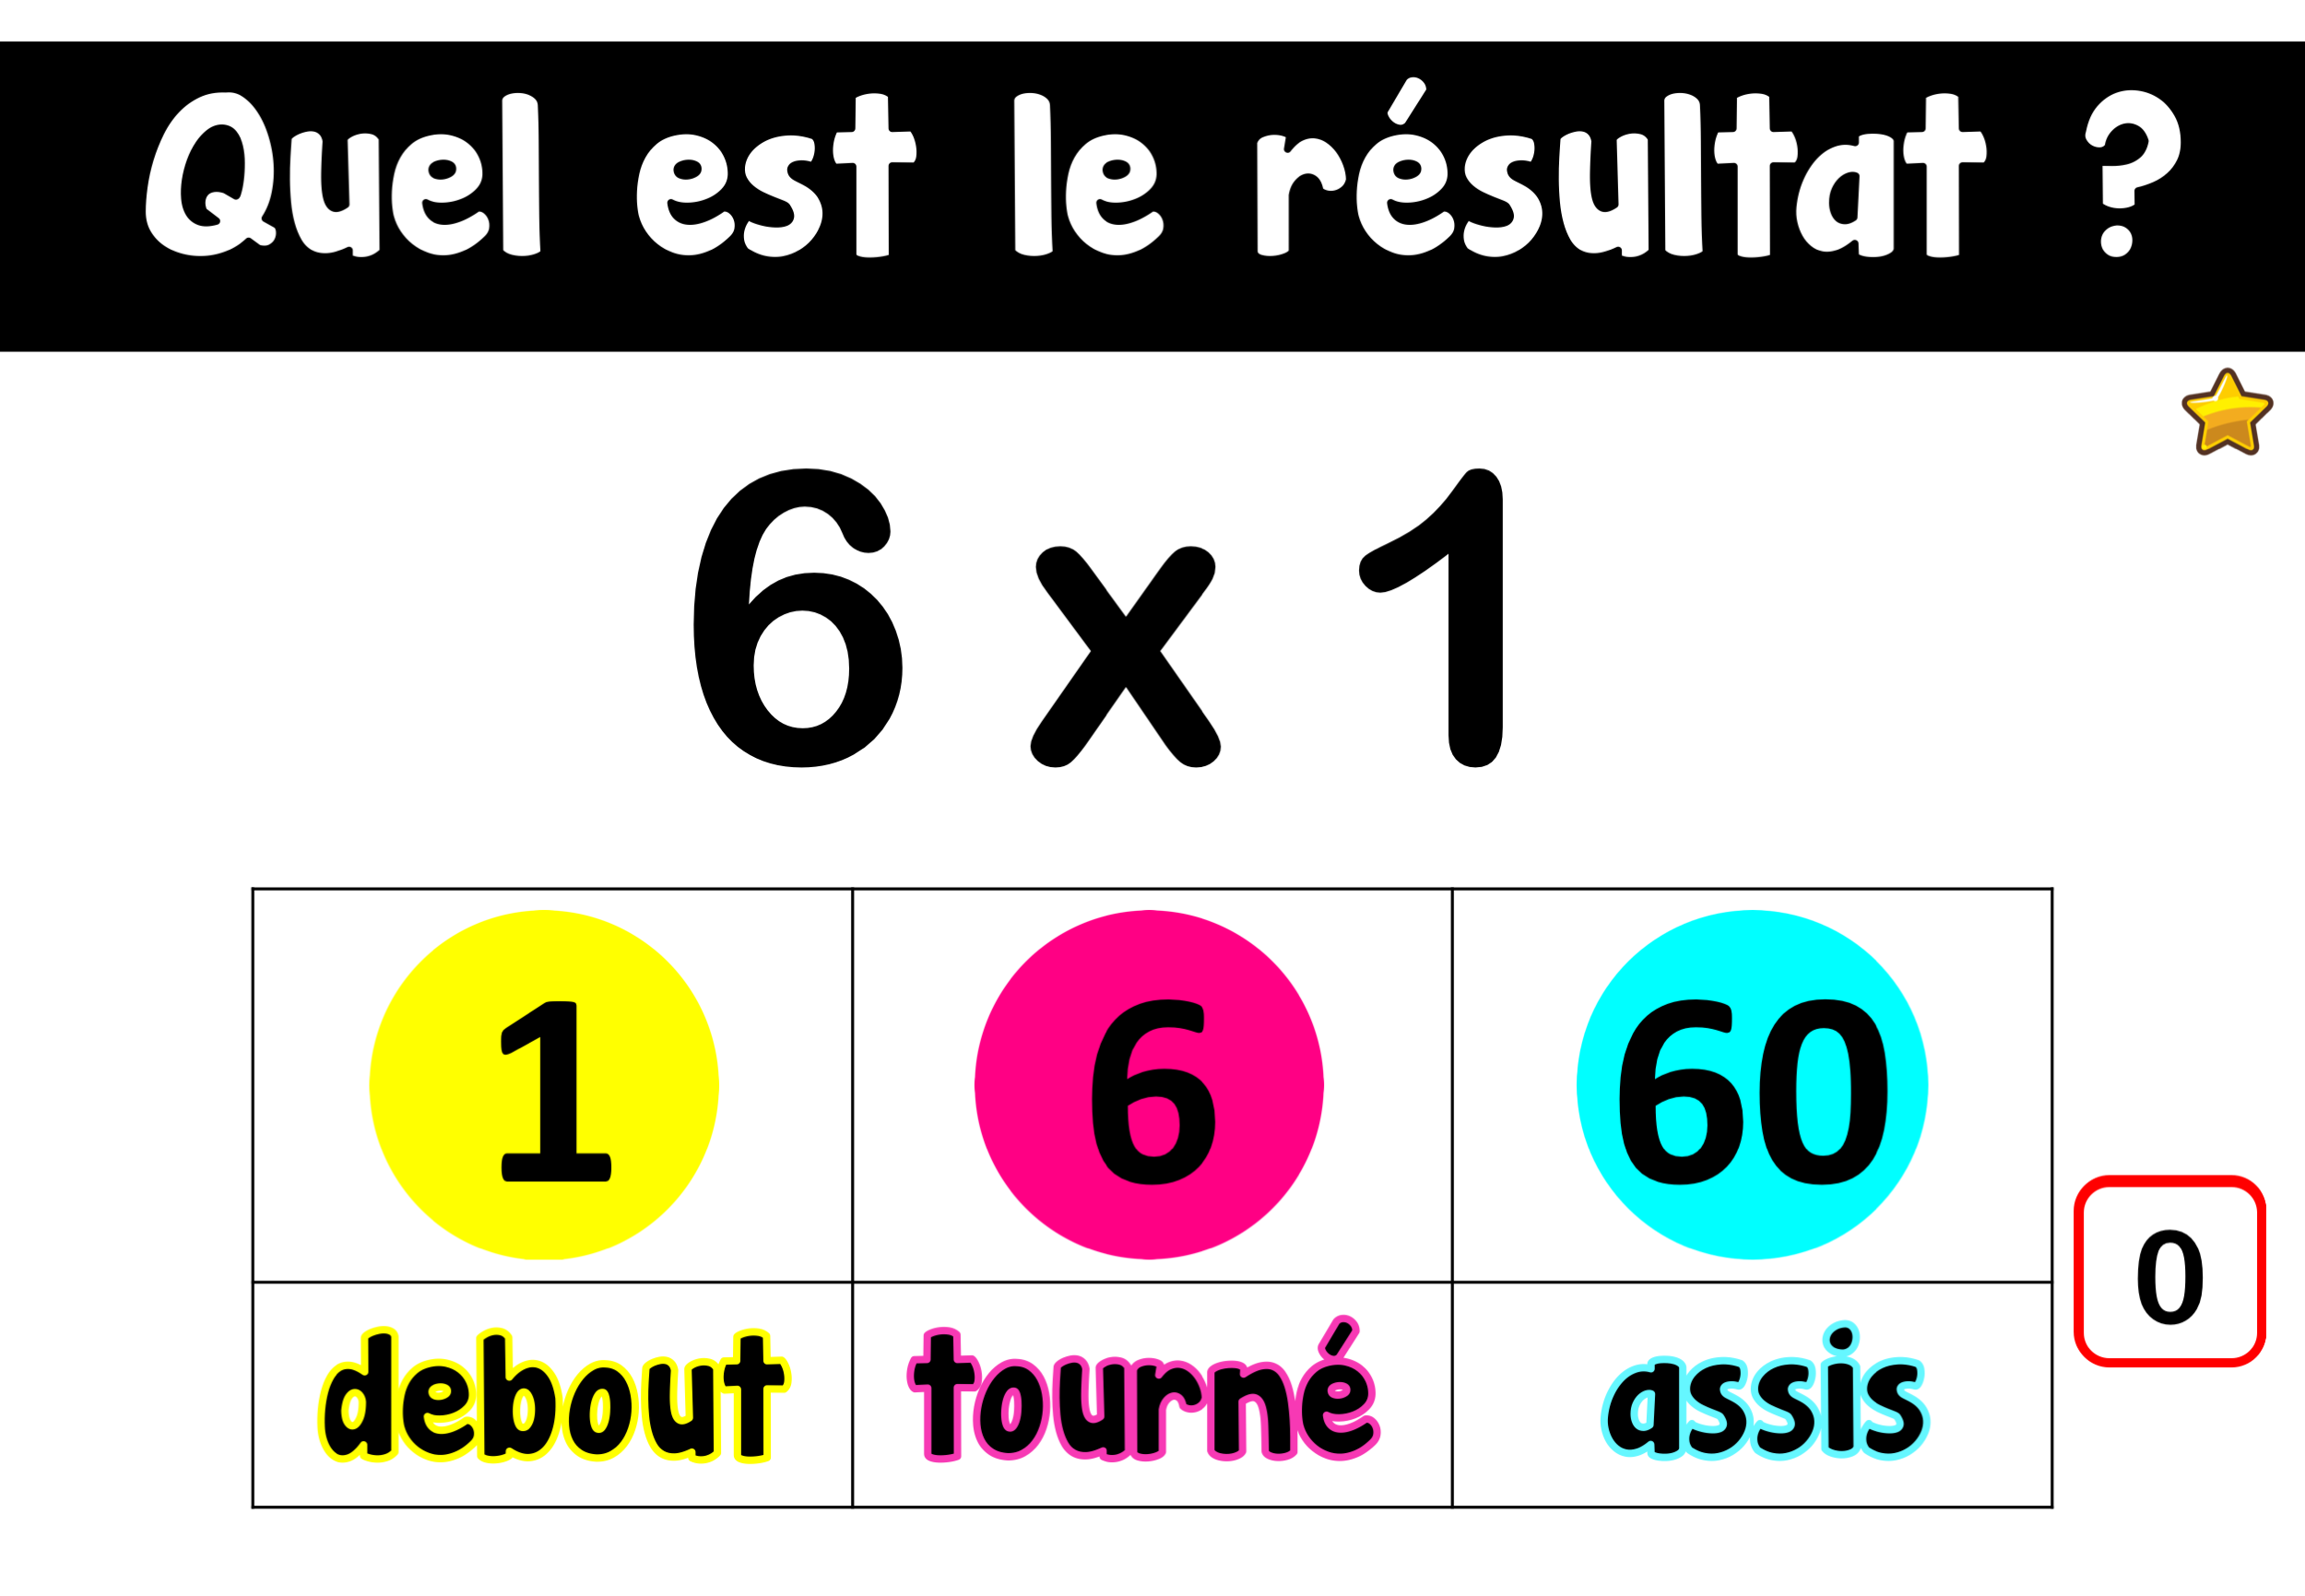 Quel est le résultat ?
6 x 1
1 6 60
0
debout tourné assis